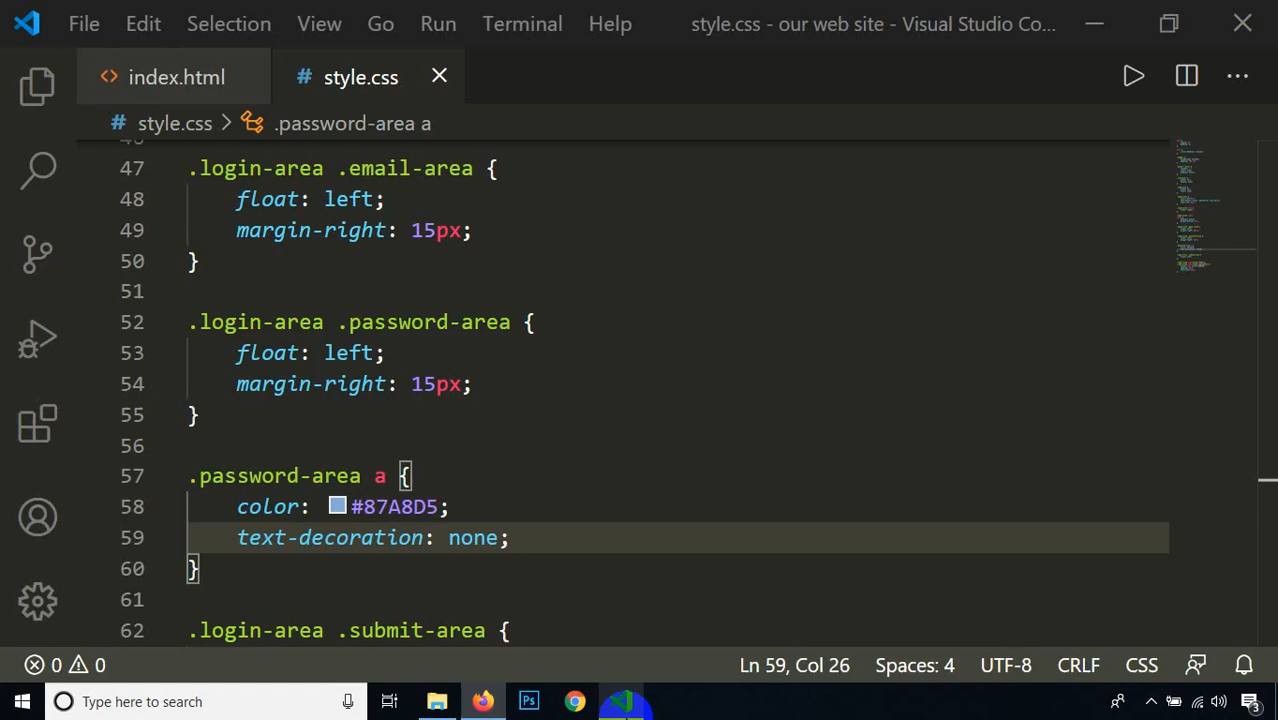 File Edit Selection View Go Run Terminal Help style.css - our web site - Visual Studio Co...
<> index.html # style.css ×
# style.css > .password-area a
47 .login-area .email-area {
48 float: left;
49 margin-right: 15px;
50 }
51
52 .login-area .password-area {
53 float: left;
54 margin-right: 15px;
55 }
56
57 .password-area a {
58 color: #87A8D5;
59 text-decoration: none;
60 }
61
62 .login-area .submit-area {
0 0 Ln 59, Col 26 Spaces: 4 UTF-8 CRLF CSS
Type here to search Ps 3